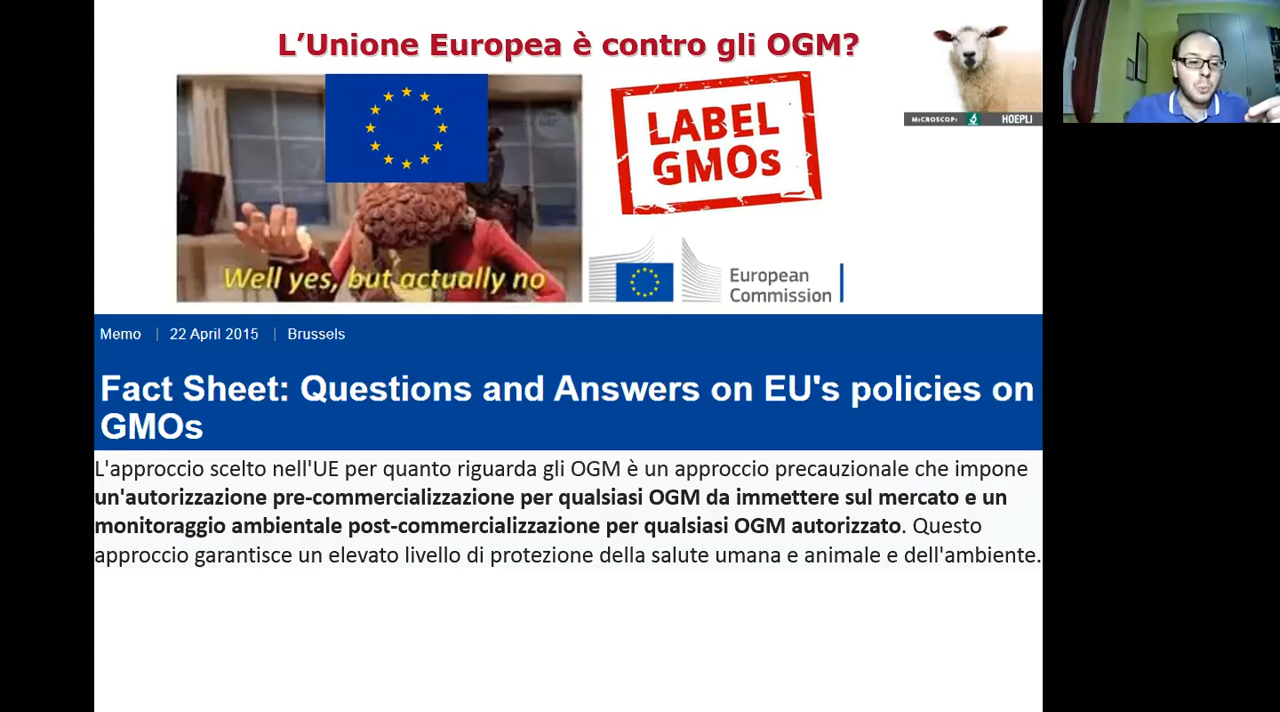 L'Unione Europea è contro gli OGM?
MICROSCOPI
HOEPLI
LABEL
GMOs
Well yes, but actually no
European
Commission
Memo | 22 April 2015 | Brussels
Fact Sheet: Questions and Answers on EU's policies on
GMOs
L'approccio scelto nell'UE per quanto riguarda gli OGM è un approccio precauzionale che impone
un'autorizzazione pre-commercializzazione per qualsiasi OGM da immettere sul mercato e un
monitoraggio ambientale post-commercializzazione per qualsiasi OGM autorizzato. Questo
approccio garantisce un elevato livello di protezione della salute umana e animale e dell'ambiente.